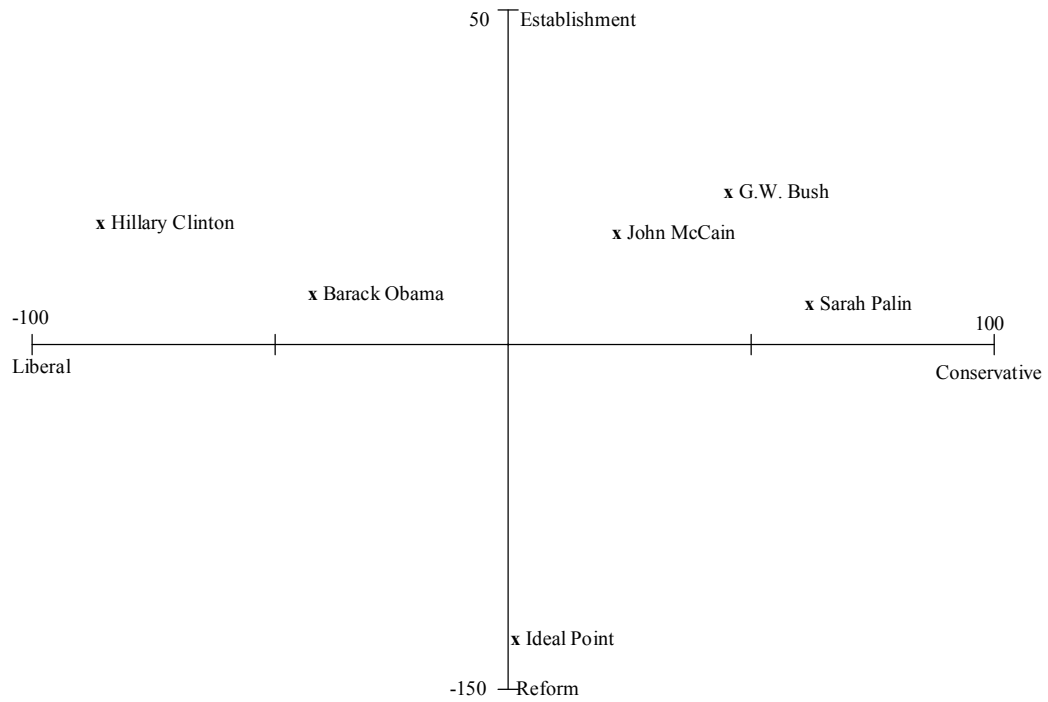 50 Establishment
x G.W. Bush
x Hillary Clinton
x John McCain
x Barack Obama
x Sarah Palin
-100
100
Liberal
Conservative
x Ideal Point
-150 Reform